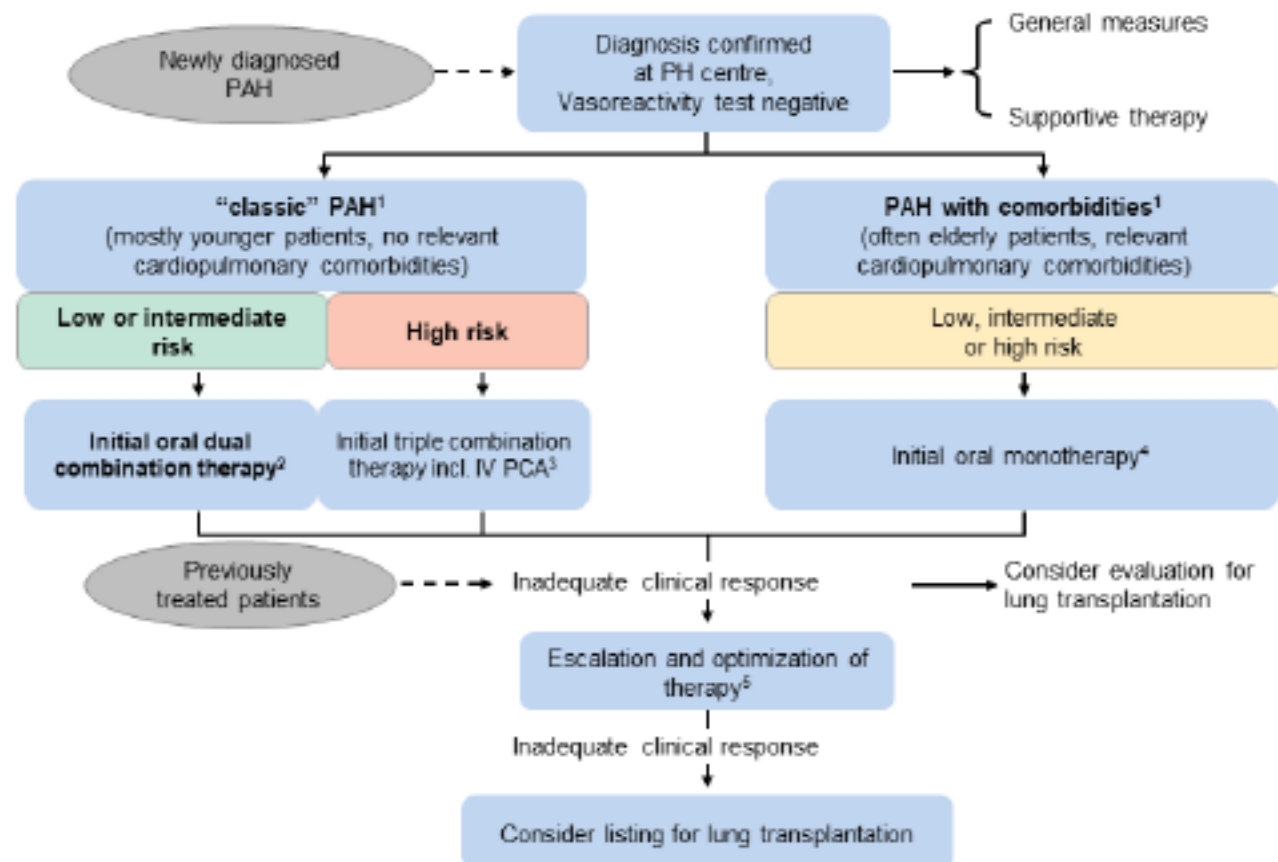 Newly diagnosed
PAH
Diagnosis confirmed
at PH centre,
Vasoreactivity test negative
General measures
Supportive therapy
“classic” PAH¹
(mostly younger patients, no relevant
cardiopulmonary comorbidities)
PAH with comorbidities¹
(often elderly patients, relevant
cardiopulmonary comorbidities)
Low or intermediate
risk
High risk
Low, intermediate
or high risk
Initial oral dual
combination therapy²
Initial triple combination
therapy incl. IV PCA³
Initial oral monotherapy⁴
Previously
treated patients
Inadequate clinical response
Consider evaluation for
lung transplantation
Escalation and optimization of
therapy⁵
Inadequate clinical response
Consider listing for lung transplantation